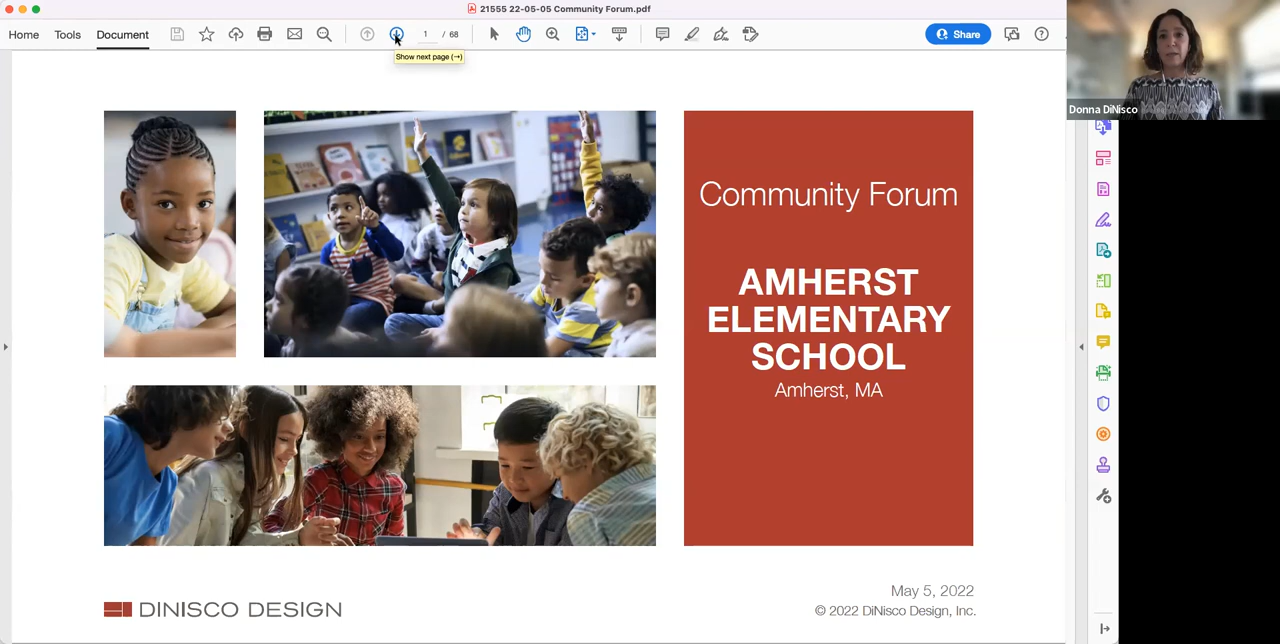 21555 22-05-05 Community Forum.pdf
Home Tools Document 1 / 68 Share
Show next page (→)
Donna DiNisco
Community Forum
AMHERST
ELEMENTARY
SCHOOL
Amherst, MA
May 5, 2022
DINISCO DESIGN
© 2022 DiNisco Design, Inc.